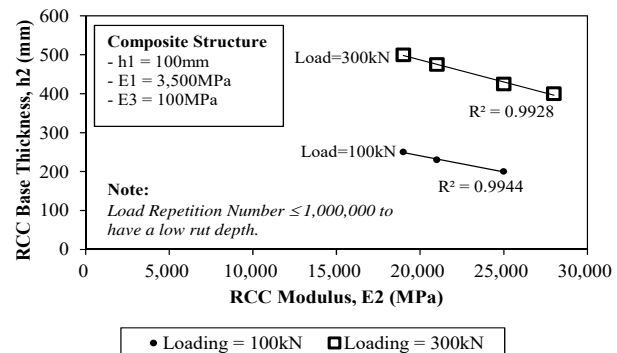 600
500
400
300
200
100
0
RCC Base Thickness, h2 (mm)
Composite Structure
- h1 = 100mm
- E1 = 3,500MPa
- E3 = 100MPa
Load=300kN
R² = 0.9928
Load=100kN
R² = 0.9944
Note:
Load Repetition Number ≤1,000,000 to
have a low rut depth.
0 5,000 10,000 15,000 20,000 25,000 30,000
RCC Modulus, E2 (MPa)
Loading = 100kN Loading = 300kN